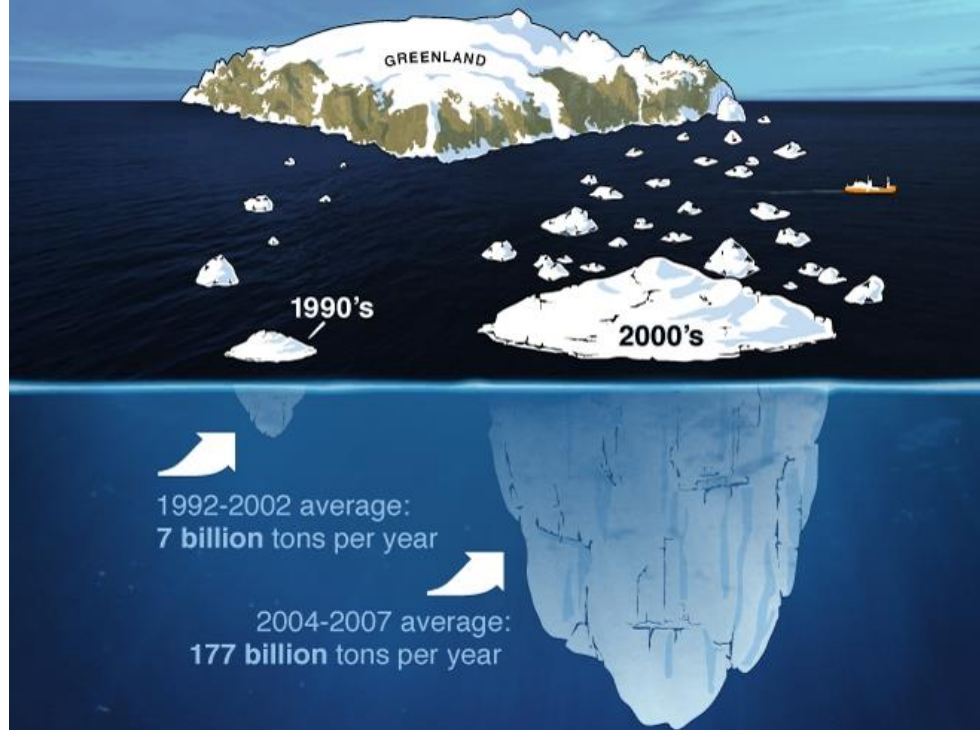 GREENLAND
1990's
2000's
1992-2002 average:
7 billion tons per year
2004-2007 average:
177 billion tons per year